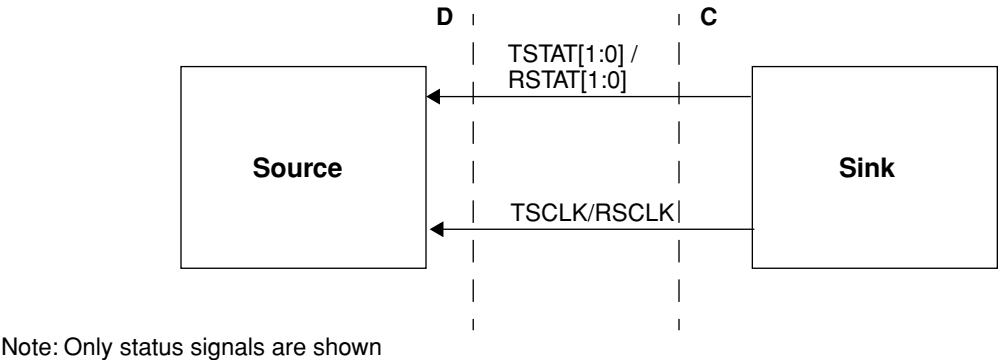 D
C
TSTAT[1:0] /
RSTAT[1:0]
Source
Sink
TSCLK/RSCLK
Note: Only status signals are shown